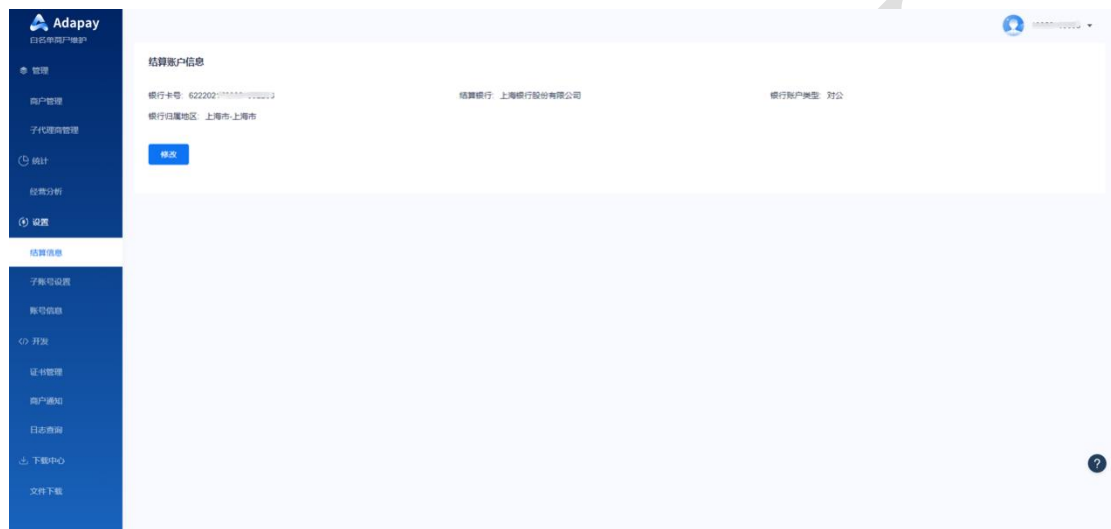 Adapay
白名单商户维护
管理
商户管理
子代理商管理
统计
经营分析
设置
结算信息
子账号设置
账号信息
开发
证书管理
商户通知
日志查询
下载中心
文件下载
结算账户信息
银行卡号: 622202
结算银行: 上海银行股份有限公司
银行账户类型: 对公
银行归属地区: 上海市-上海市
修改
?